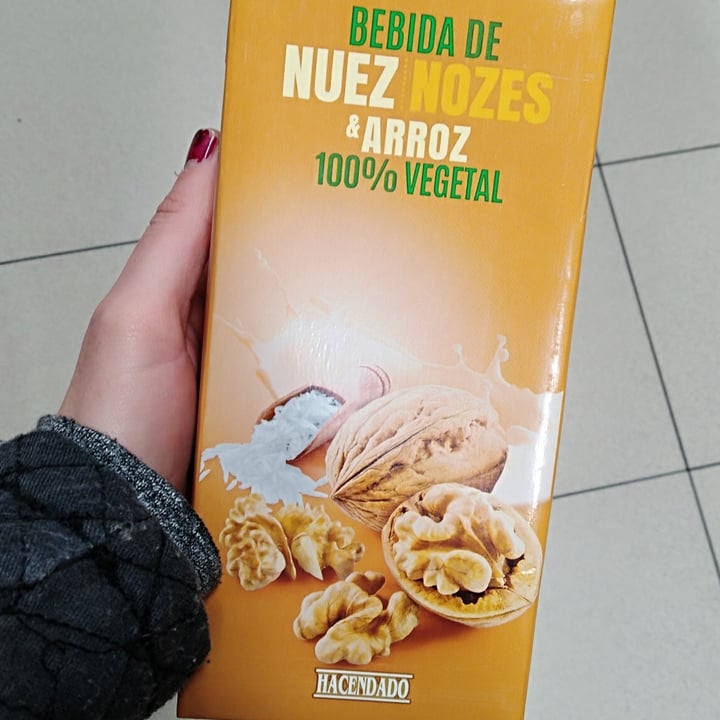 BEBIDA DE
NUEZ NOZES
& ARROZ
100% VEGETAL
HACENDADO